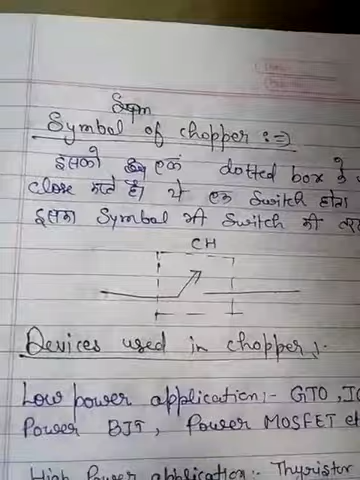 Symbol of chopper :⇒
इसको एक dotted box के
close करते है। ये एक Switch होता
इसका Symbol भी Switch की
CH
Devices used in chopper :-
Low power application:- GTO,
Power BJT, Power MOSFET
High Power application:- Thyristor